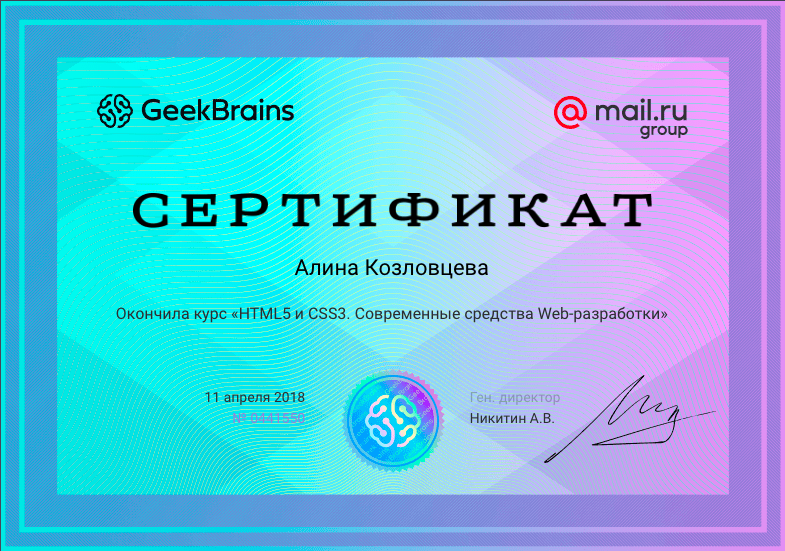 GeekBrains
@mail.ru
group
СЕРТИФИКАТ
Алина Козловцева
Окончила курс «HTML5 и CSS3. Современные средства Web-разработки»
11 апреля 2018
№ 0441550
Ген. директор
Никитин А.В.